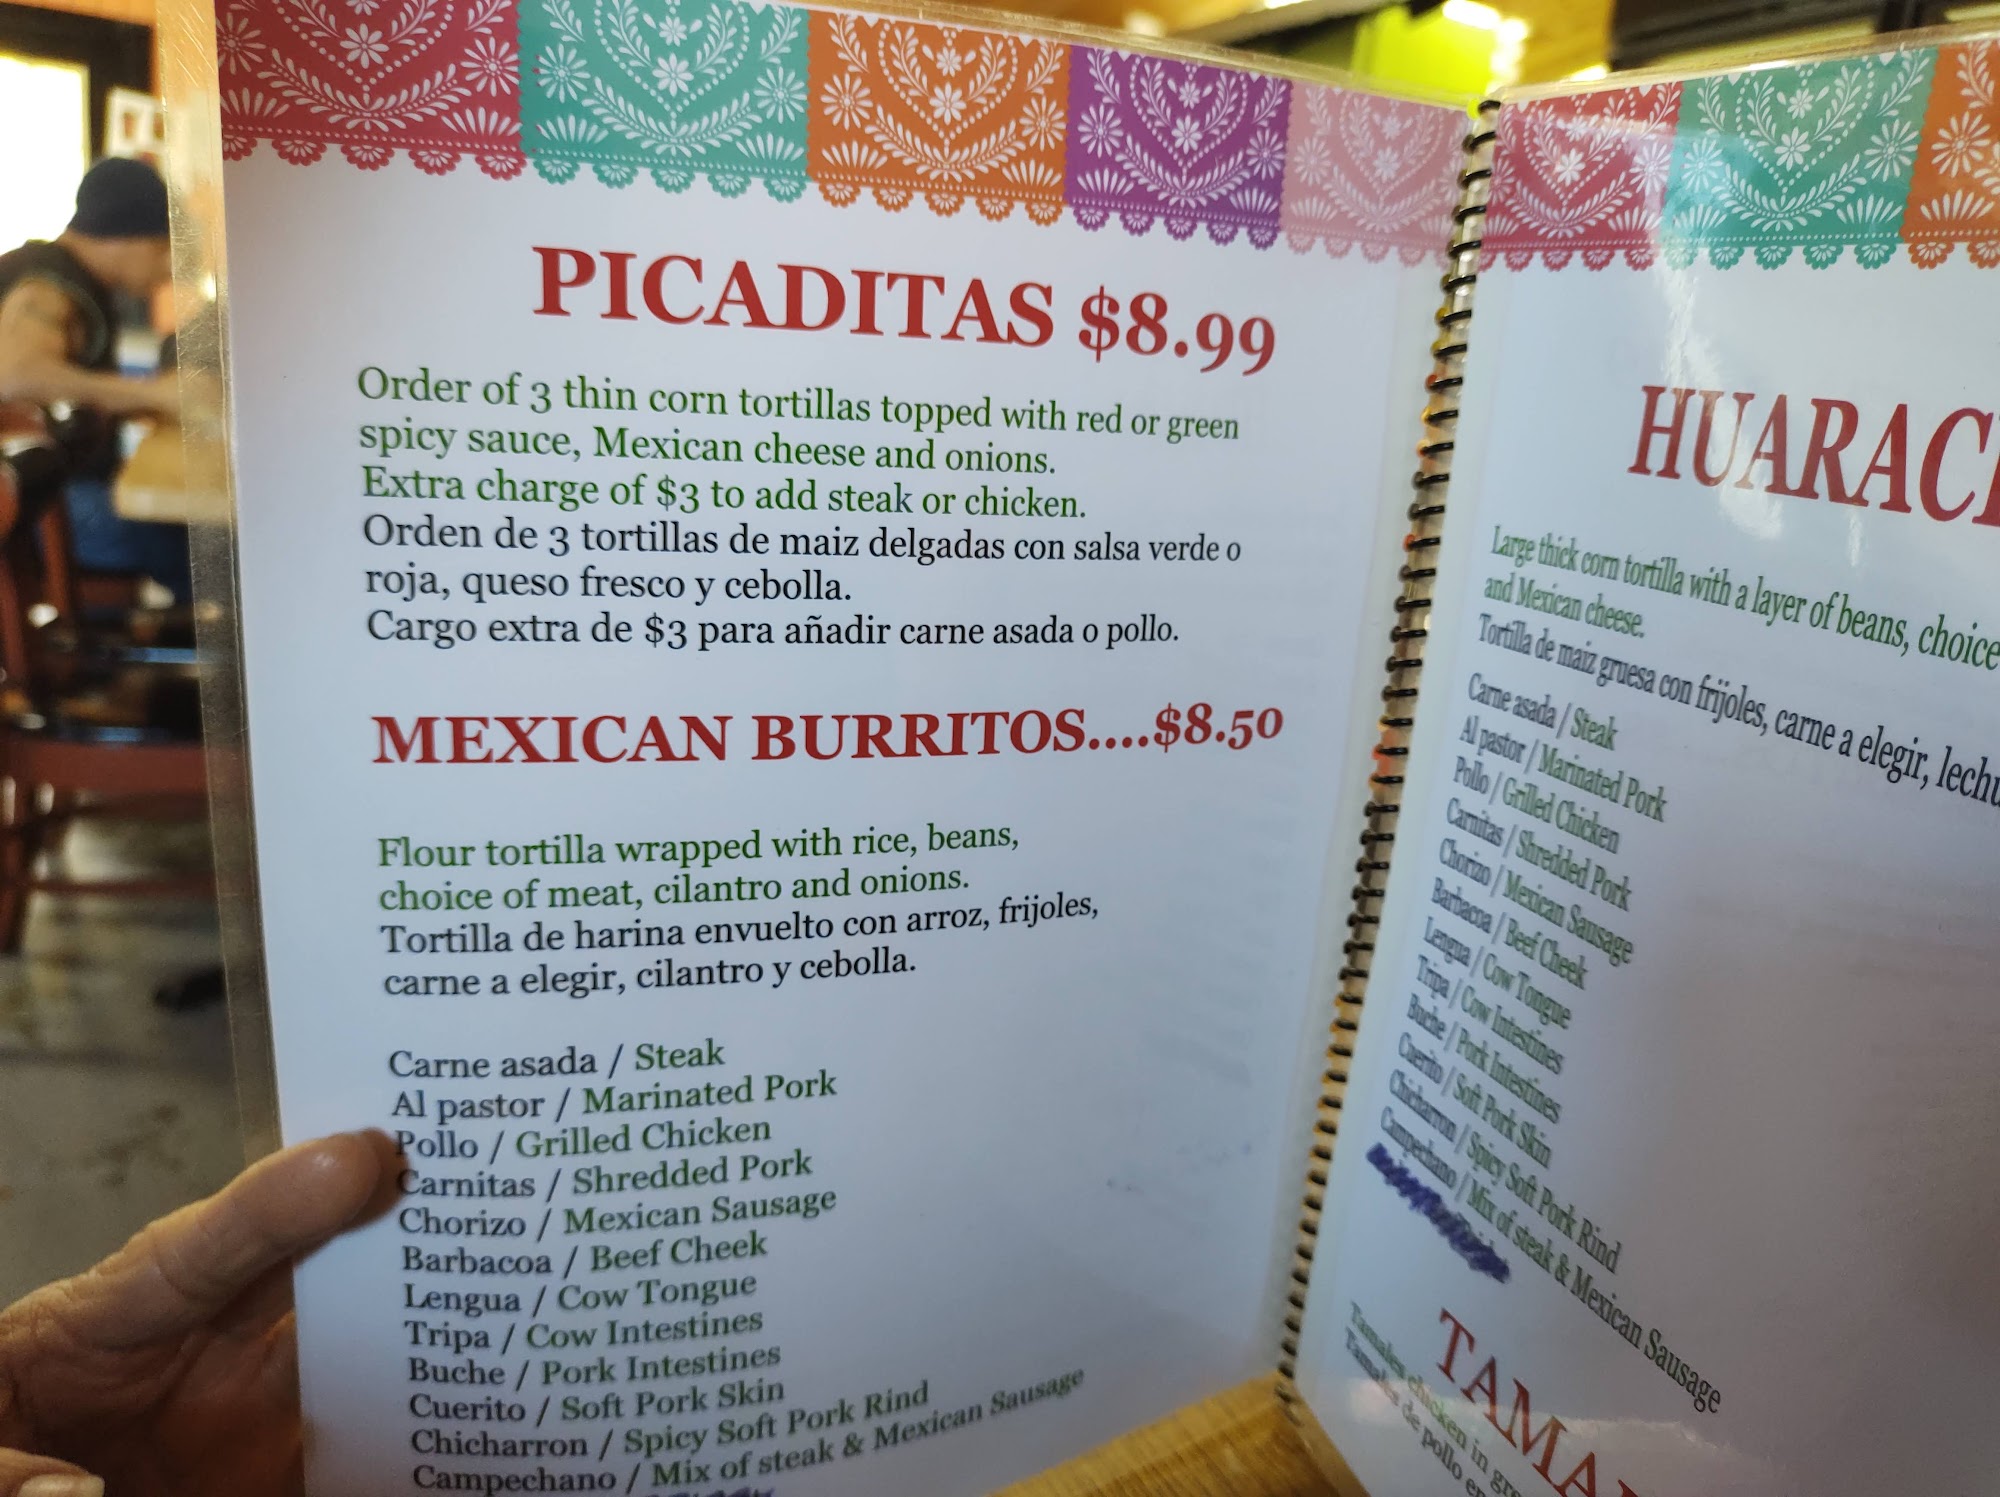 PICADITAS $8.99
Order of 3 thin corn tortillas topped with red or green
spicy sauce, Mexican cheese and onions.
Extra charge of $3 to add steak or chicken.
Orden de 3 tortillas de maiz delgadas con salsa verde o
roja, queso fresco y cebolla.
Cargo extra de $3 para añadir carne asada o pollo.
MEXICAN BURRITOS....$8.50
Flour tortilla wrapped with rice, beans,
choice of meat, cilantro and onions.
Tortilla de harina envuelto con arroz, frijoles,
carne a elegir, cilantro y cebolla.
Carne asada / Steak
Al pastor / Marinated Pork
Pollo / Grilled Chicken
Carnitas / Shredded Pork
Chorizo / Mexican Sausage
Barbacoa / Beef Cheek
Lengua / Cow Tongue
Tripa / Cow Intestines
Buche / Pork Intestines
Cuerito / Soft Pork Skin
Chicharron / Spicy Soft Pork Rind
Campechano / Mix of steak & Mexican Sausage
HUARAC
Large thick corn tortilla with a layer of beans, choice
and Mexican cheese.
Tortilla de maiz gruesa con frijoles, carne a elegir, lechu
Carne asada / Steak
Al pastor / Marinated Pork
Pollo / Grilled Chicken
Carnitas / Shredded Pork
Chorizo / Mexican Sausage
Barbacoa / Beef Cheek
Lengua / Cow Tongue
Tripa / Cow Intestines
Buche / Pork Intestines
Cuerito / Soft Pork Skin
Chicharron / Spicy Soft Pork Rind
Campechano / Mix of steak & Mexican Sausage
TAMA
Tamales chicken in gre
Tamales de pollo en